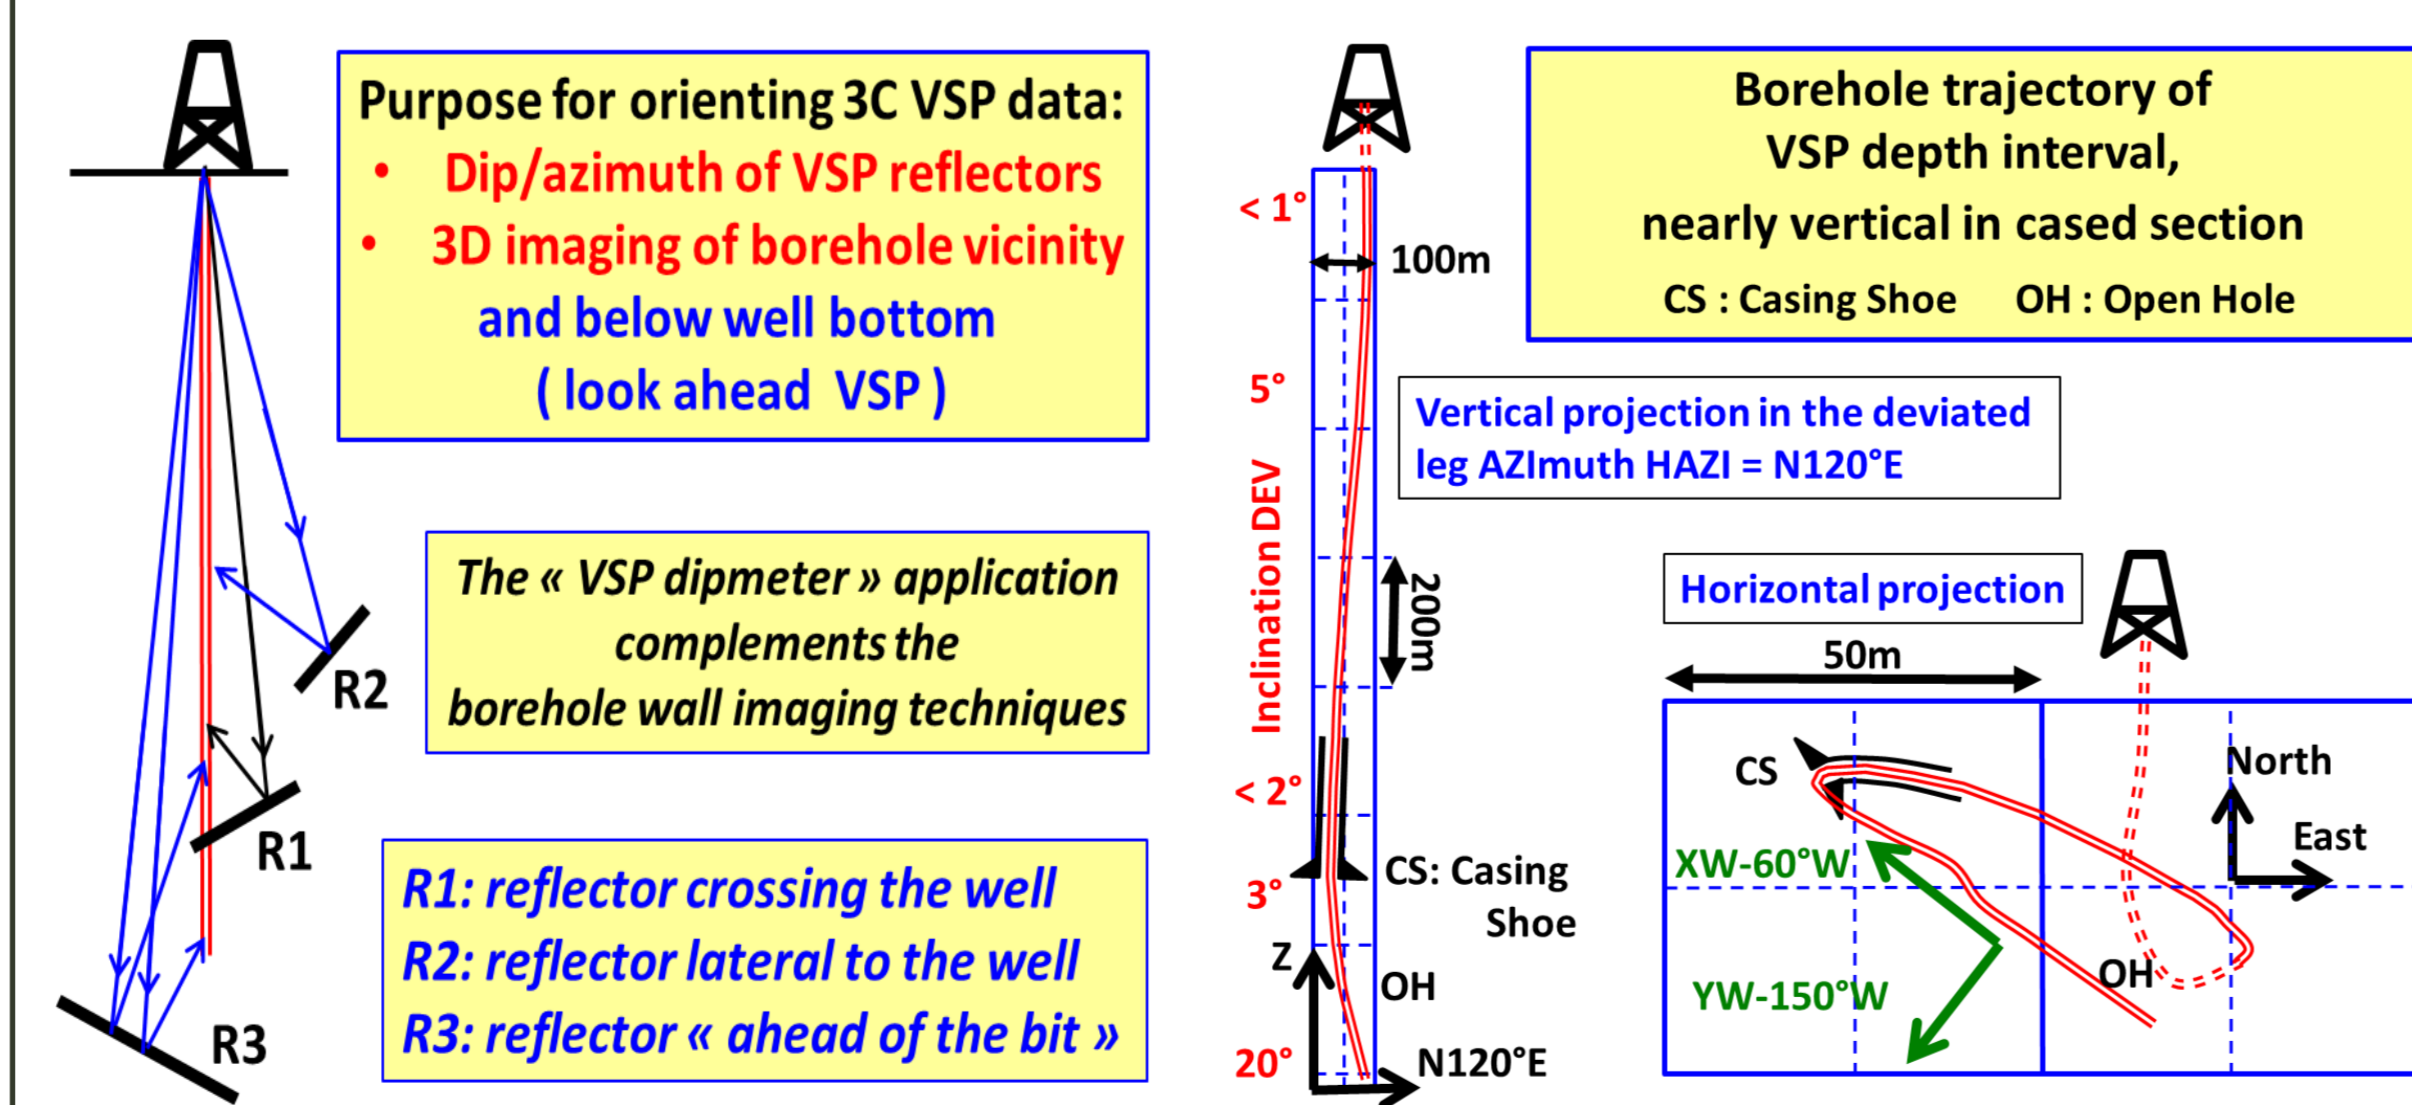 Purpose for orienting 3C VSP data:
• Dip/azimuth of VSP reflectors
• 3D imaging of borehole vicinity
and below well bottom
( look ahead VSP )
The « VSP dipmeter » application
complements the
borehole wall imaging techniques
R2
R1
R3
R1: reflector crossing the well
R2: reflector lateral to the well
R3: reflector « ahead of the bit »
< 1°
100m
5°
Inclination DEV
200m
< 2°
3°
CS: Casing
Shoe
Z
OH
20°
N120°E
Borehole trajectory of
VSP depth interval,
nearly vertical in cased section
CS : Casing Shoe OH : Open Hole
Vertical projection in the deviated
leg AZImuth HAZI = N120°E
Horizontal projection
50m
CS
North
East
XW-60°W
YW-150°W
OH